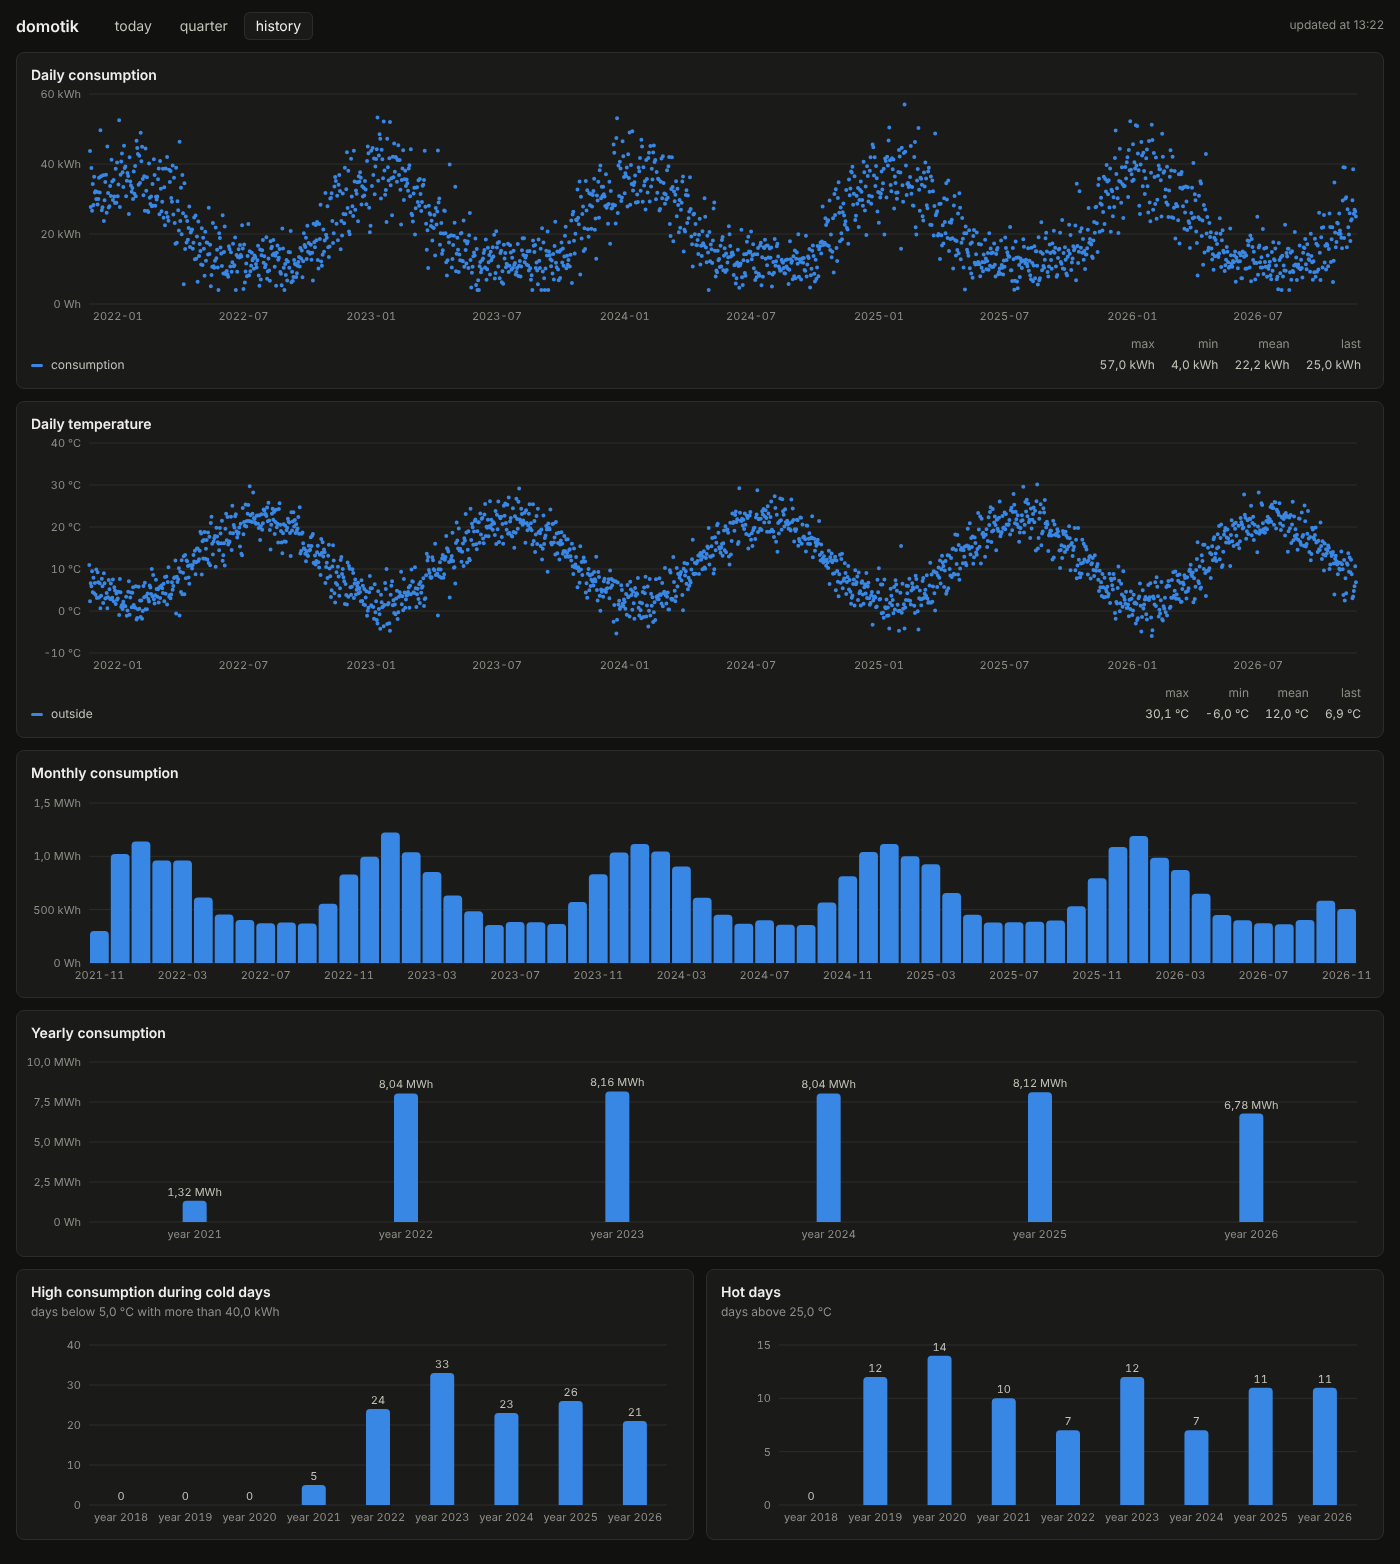 domotik today quarter history updated at 13:22
Daily consumption
60 kWh
40 kWh
20 kWh
0 Wh
2022-01 2022-07 2023-01 2023-07 2024-01 2024-07 2025-01 2025-07 2026-01 2026-07
max min mean last
consumption 57,0 kWh 4,0 kWh 22,2 kWh 25,0 kWh
Daily temperature
40 °C
30 °C
20 °C
10 °C
0 °C
-10 °C
2022-01 2022-07 2023-01 2023-07 2024-01 2024-07 2025-01 2025-07 2026-01 2026-07
max min mean last
outside 30,1 °C -6,0 °C 12,0 °C 6,9 °C
Monthly consumption
1,5 MWh
1,0 MWh
500 kWh
0 Wh
2021-11 2022-03 2022-07 2022-11 2023-03 2023-07 2023-11 2024-03 2024-07 2024-11 2025-03 2025-07 2025-11 2026-03 2026-07 2026-11
Yearly consumption
10,0 MWh
7,5 MWh
5,0 MWh
2,5 MWh
0 Wh
1,32 MWh 8,04 MWh 8,16 MWh 8,04 MWh 8,12 MWh 6,78 MWh
year 2021 year 2022 year 2023 year 2024 year 2025 year 2026
High consumption during cold days
days below 5,0 °C with more than 40,0 kWh
40
30
20
10
0
0 0 0 5 24 33 23 26 21
year 2018 year 2019 year 2020 year 2021 year 2022 year 2023 year 2024 year 2025 year 2026
Hot days
days above 25,0 °C
15
10
5
0
0 12 14 10 7 12 7 11 11
year 2018 year 2019 year 2020 year 2021 year 2022 year 2023 year 2024 year 2025 year 2026